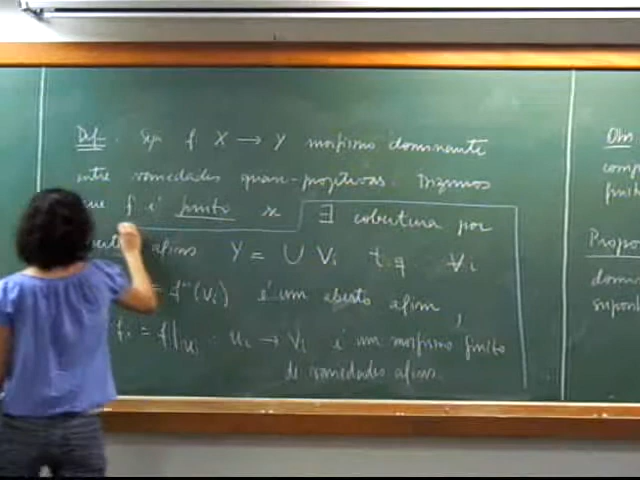 Def. Seja f X → Y morfismo dominante
entre variedades quasi-projetivas. Dizemos
que f é finito se ∃ cobertura por
afins Y = ∪ Vi t.q ∀i
= f⁻¹(Vi) é um aberto afim,
fi = f|Ui : Ui → Vi é um morfismo finito
de variedades afins.
Obs
Propo